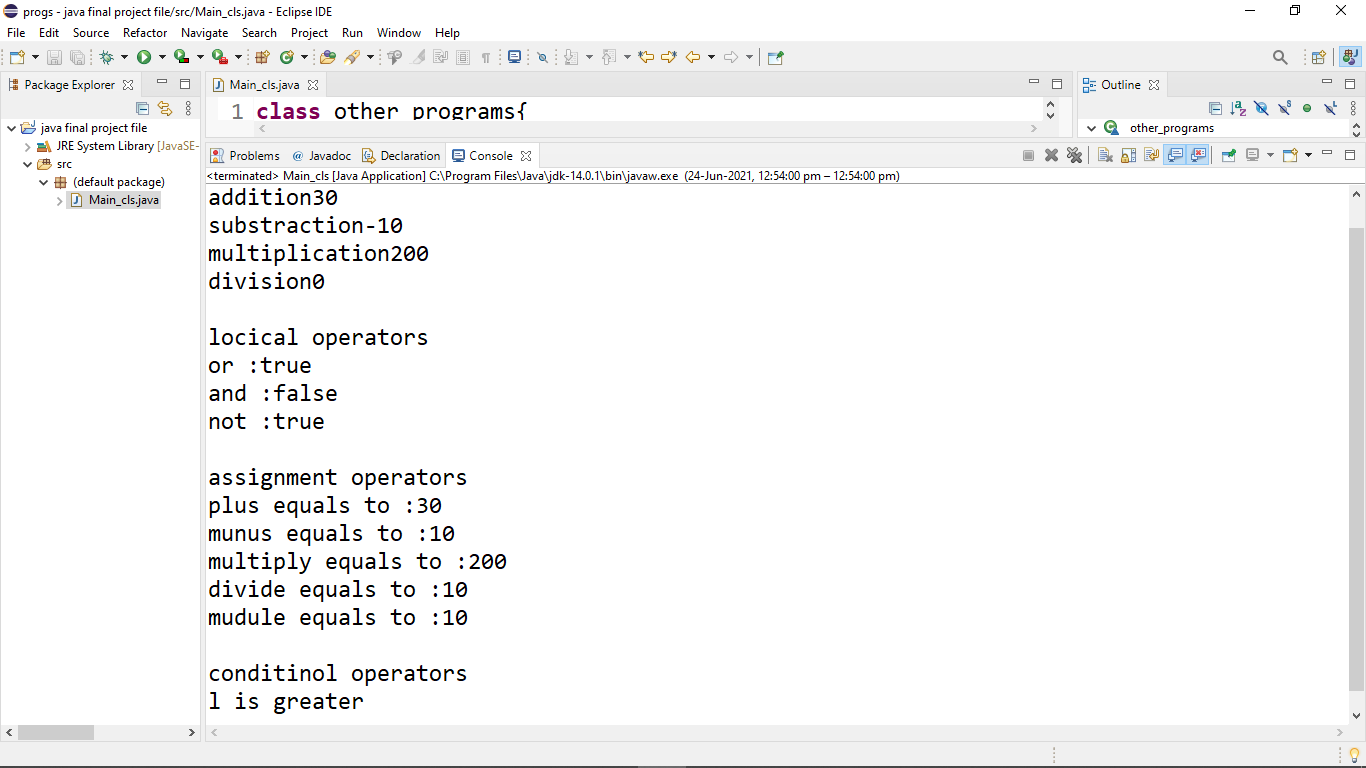 progs - java final project file/src/Main_cls.java - Eclipse IDE
File Edit Source Refactor Navigate Search Project Run Window Help
Package Explorer
Main_cls.java
Outline
java final project file
JRE System Library [JavaSE-
src
(default package)
Main_cls.java
1 class other_programs{
other_programs
Problems @ Javadoc Declaration Console
<terminated> Main_cls [Java Application] C:\Program Files\Java\jdk-14.0.1\bin\javaw.exe (24-Jun-2021, 12:54:00 pm – 12:54:00 pm)
addition30
substraction-10
multiplication200
division0
locical operators
or :true
and :false
not :true
assignment operators
plus equals to :30
munus equals to :10
multiply equals to :200
divide equals to :10
mudule equals to :10
conditinol operators
l is greater